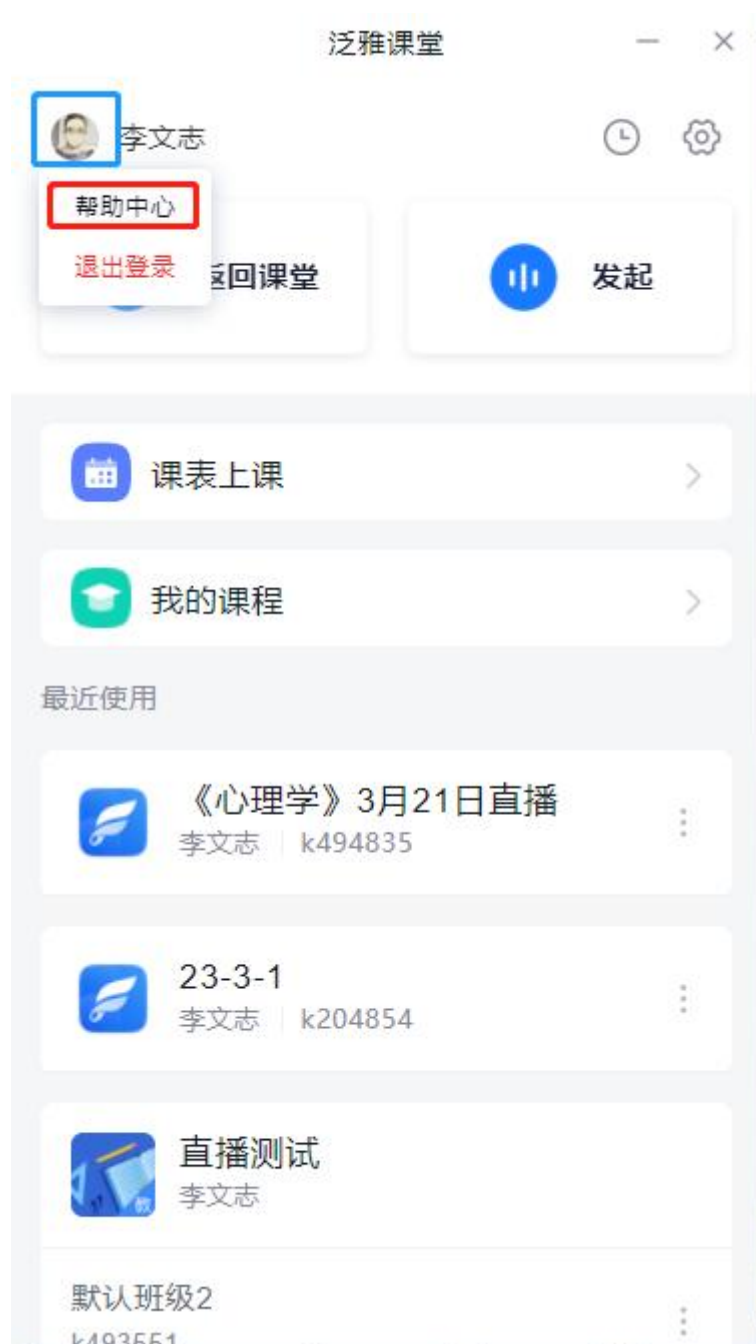 泛雅课堂
李文志
帮助中心
退出登录
返回课堂
发起
课表上课
我的课程
最近使用
《心理学》3月21日直播
李文志 k494835
23-3-1
李文志 k204854
直播测试
李文志
教
默认班级2
k493551